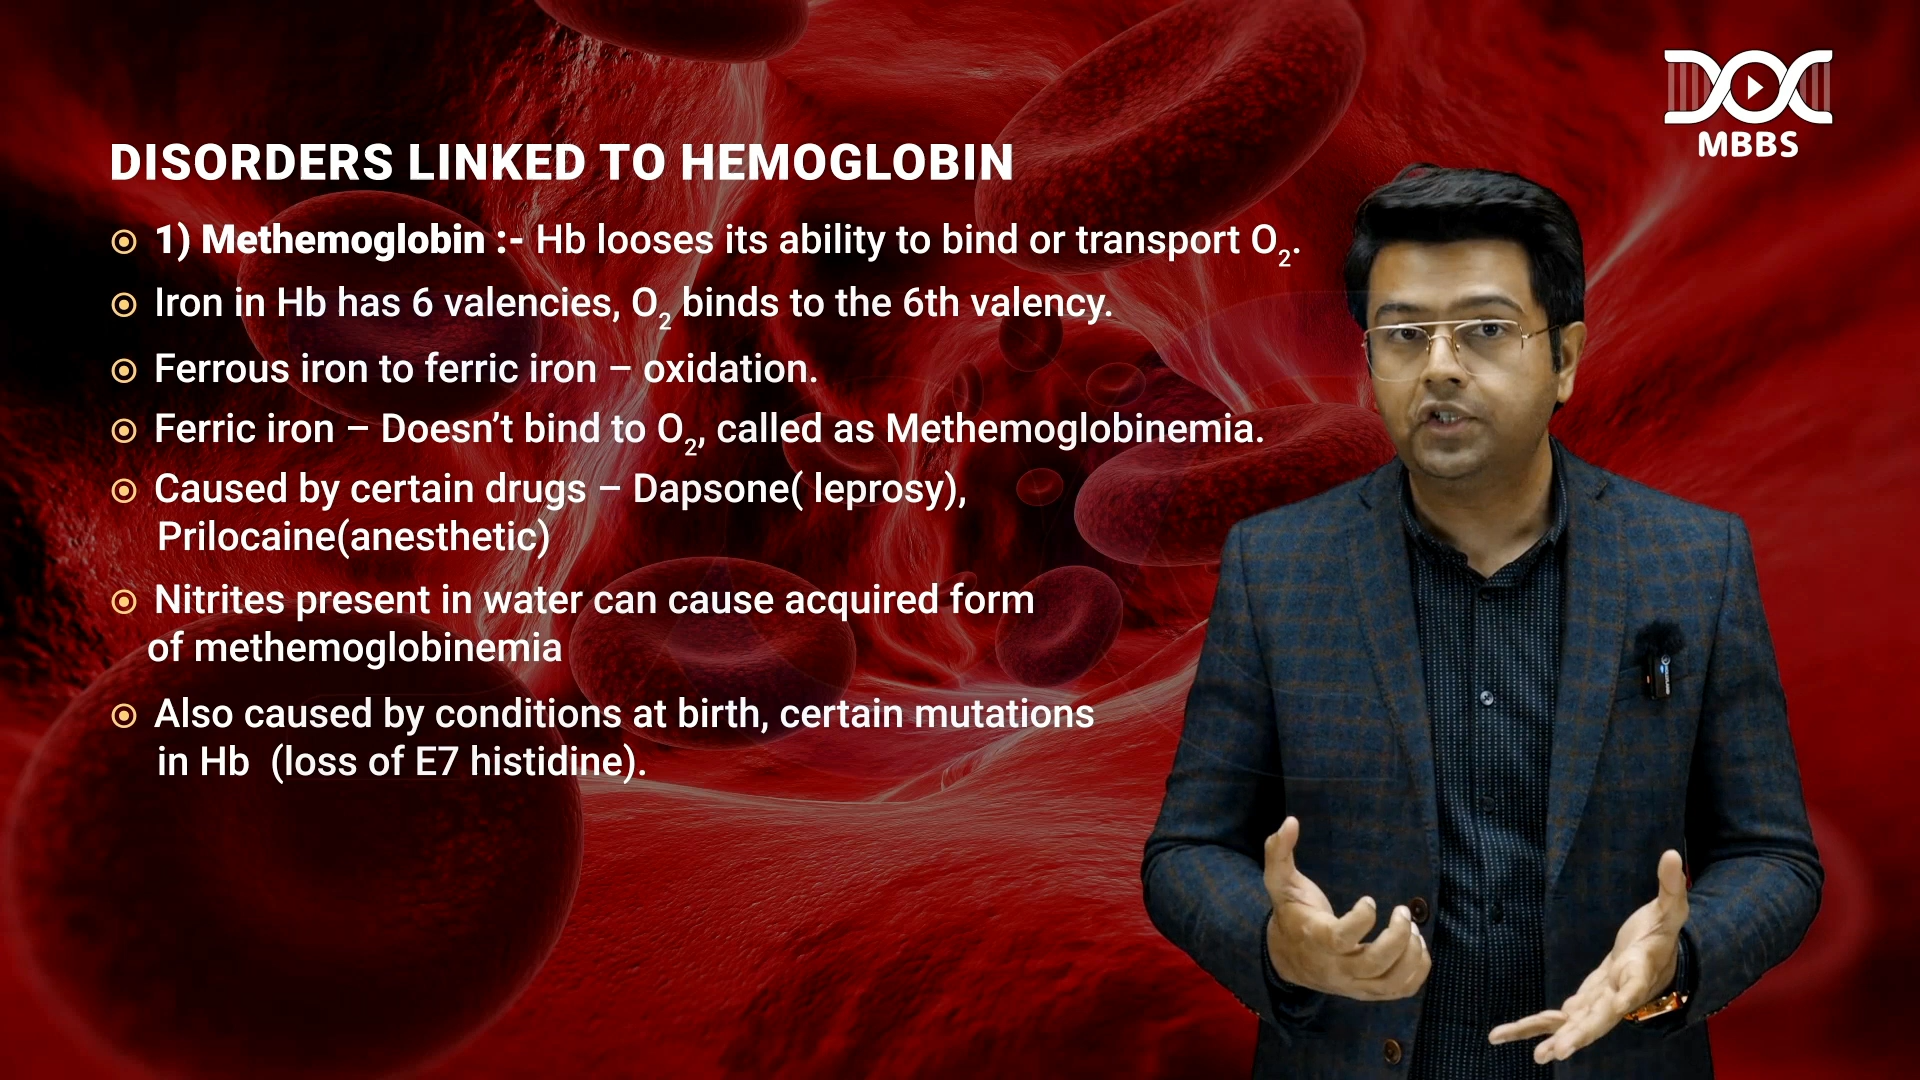 DOC
MBBS
DISORDERS LINKED TO HEMOGLOBIN
1) Methemoglobin :- Hb looses its ability to bind or transport O₂.
Iron in Hb has 6 valencies, O₂ binds to the 6th valency.
Ferrous iron to ferric iron – oxidation.
Ferric iron – Doesn’t bind to O₂, called as Methemoglobinemia.
Caused by certain drugs – Dapsone( leprosy),
Prilocaine(anesthetic)
Nitrites present in water can cause acquired form
of methemoglobinemia
Also caused by conditions at birth, certain mutations
in Hb  (loss of E7 histidine).